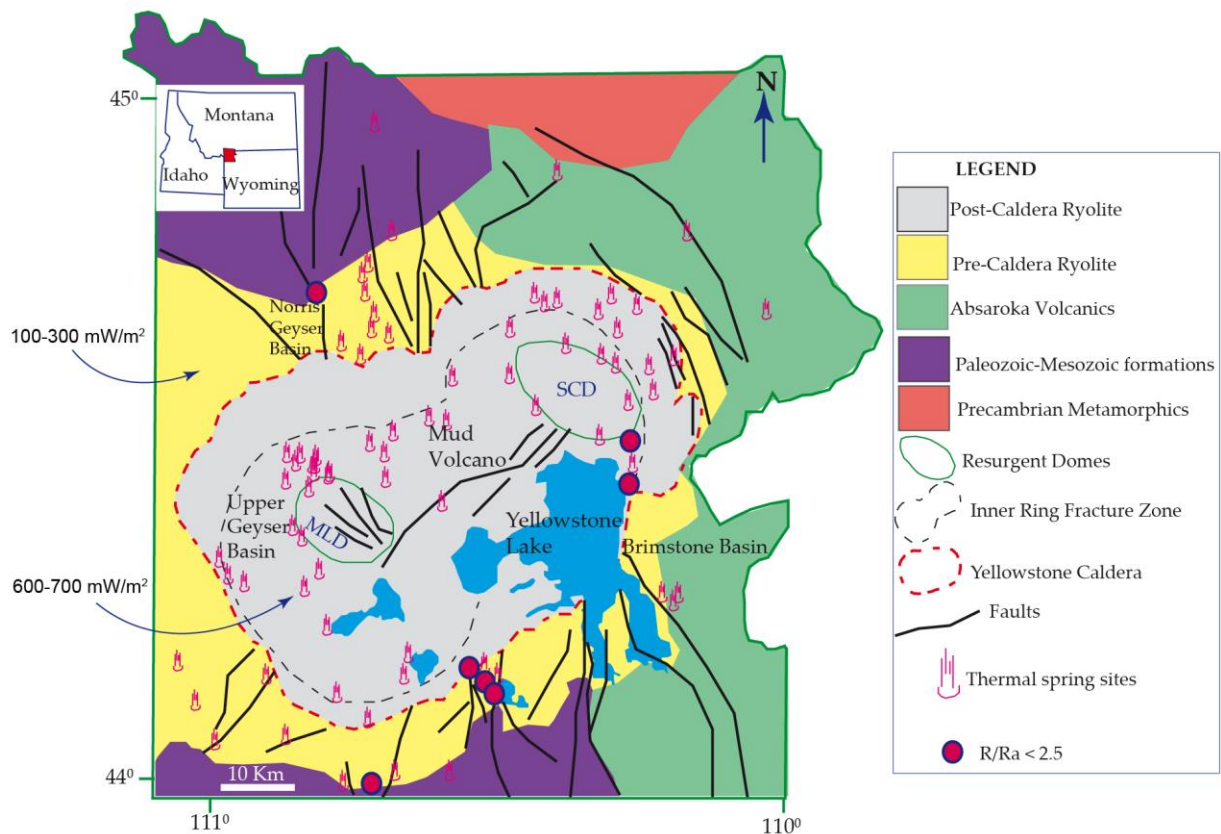 45⁰
Montana
Idaho
Wyoming
N
Norris
Geyser
Basin
100-300 mW/m²
SCD
Mud
Volcano
Upper
Geyser
Basin
MLD
Yellowstone
Lake
Brimstone Basin
600-700 mW/m²
44⁰
10 Km
111⁰
110⁰
LEGEND
Post-Caldera Ryolite
Pre-Caldera Ryolite
Absaroka Volcanics
Paleozoic-Mesozoic formations
Precambrian Metamorphics
Resurgent Domes
Inner Ring Fracture Zone
Yellowstone Caldera
Faults
Thermal spring sites
R/Ra < 2.5